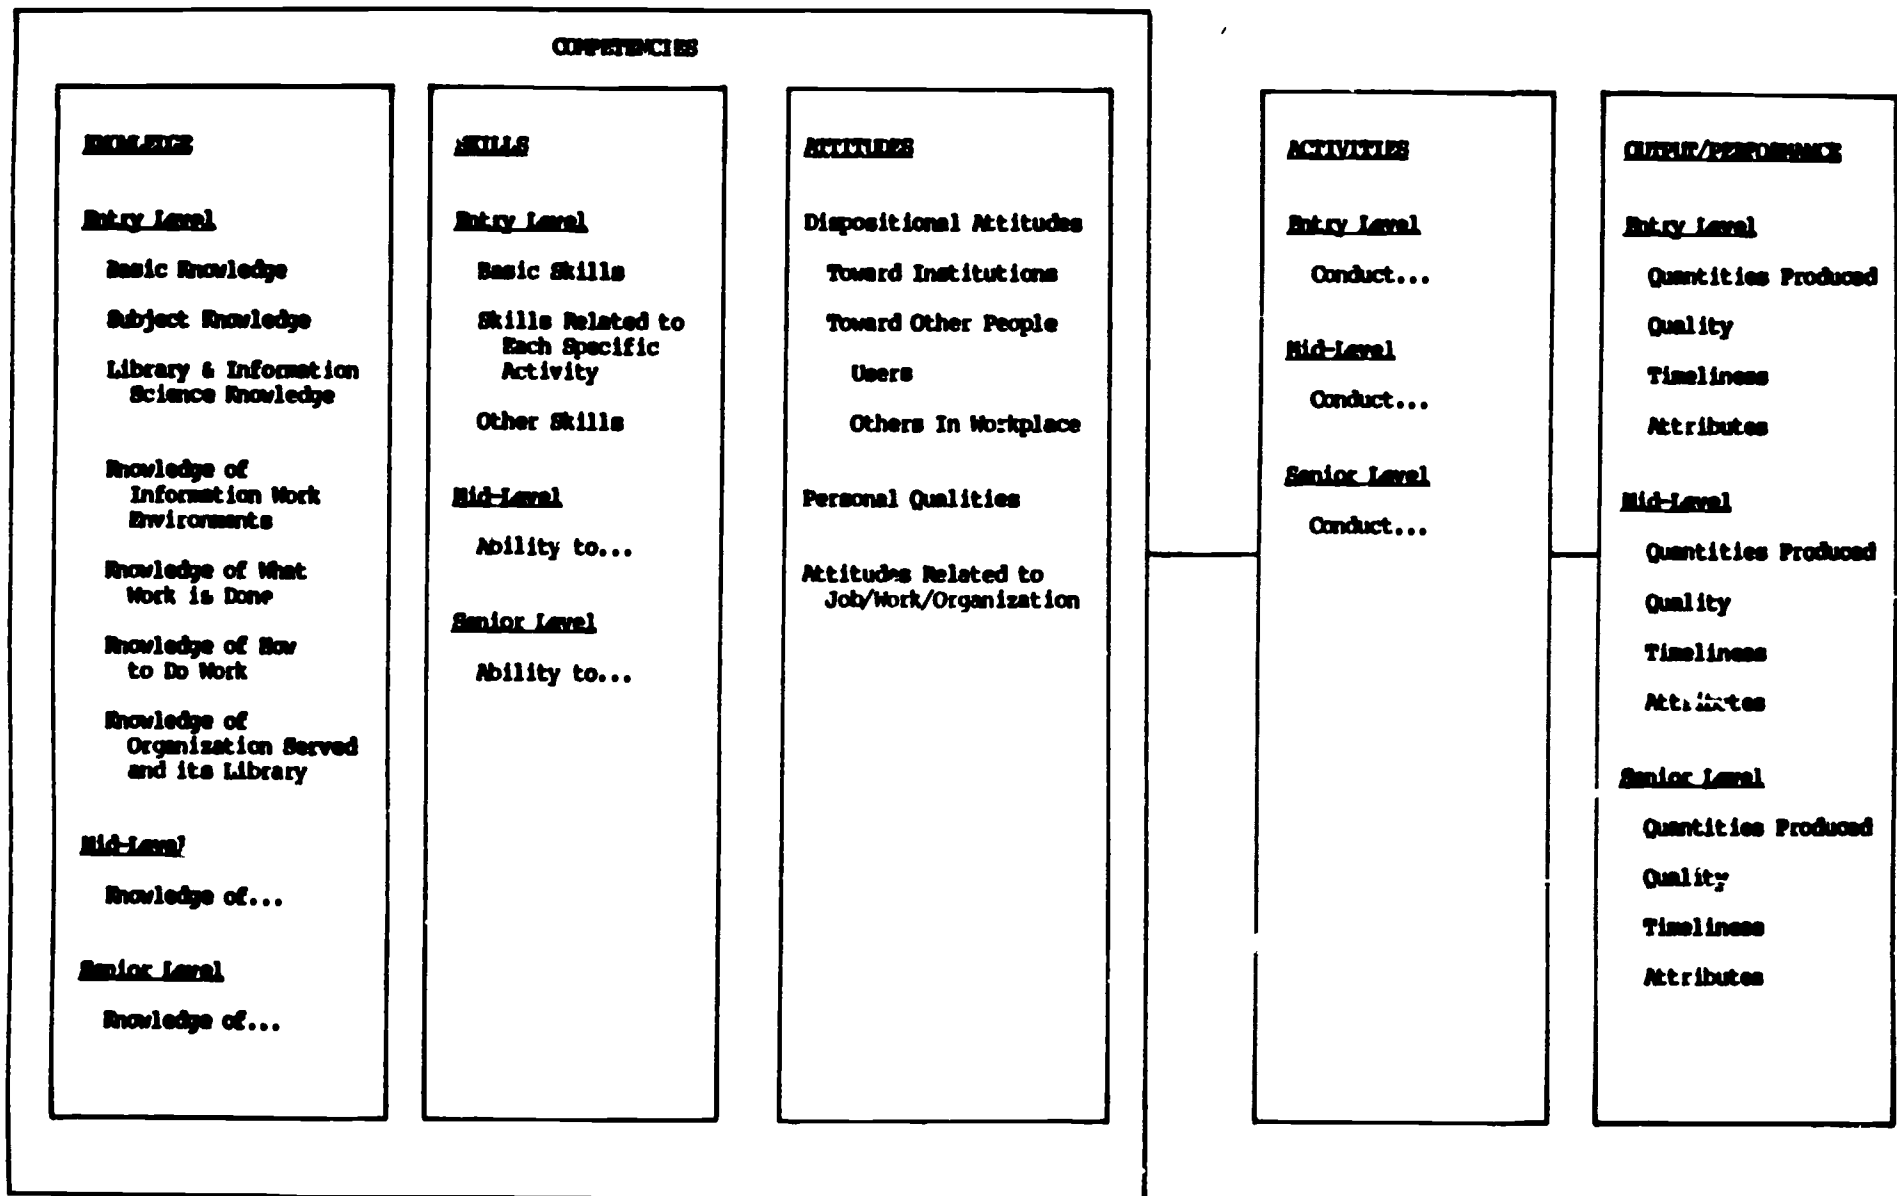 COMPETENCIES
KNOWLEDGE
Entry Level
Basic Knowledge
Subject Knowledge
Library & Information
Science Knowledge
Knowledge of
Information Work
Environments
Knowledge of What
Work is Done
Knowledge of How
to Do Work
Knowledge of
Organization Served
and its Library
Mid-Level
Knowledge of...
Senior Level
Knowledge of...
SKILLS
Entry Level
Basic Skills
Skills Related to
Each Specific
Activity
Other Skills
Mid-Level
Ability to...
Senior Level
Ability to...
ATTITUDES
Dispositional Attitudes
Toward Institutions
Toward Other People
Users
Others In Workplace
Personal Qualities
Attitudes Related to
Job/Work/Organization
ACTIVITIES
Entry Level
Conduct...
Mid-Level
Conduct...
Senior Level
Conduct...
OUTPUT/PERFORMANCE
Entry Level
Quantities Produced
Quality
Timeliness
Attributes
Mid-Level
Quantities Produced
Quality
Timeliness
Attributes
Senior Level
Quantities Produced
Quality
Timeliness
Attributes